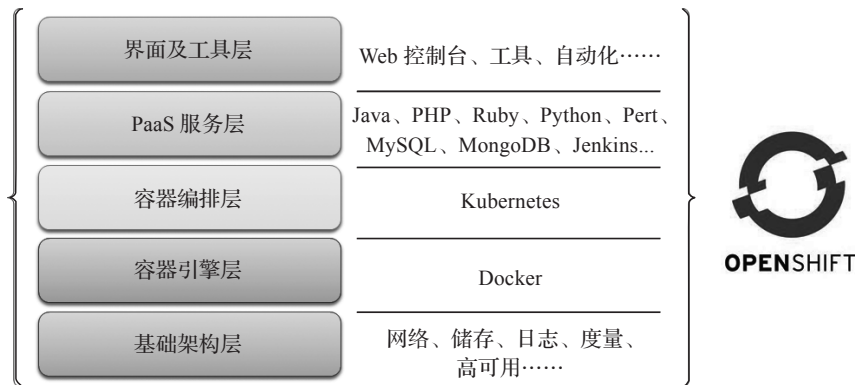 界面及工具层
Web 控制台、工具、自动化……
PaaS 服务层
Java、PHP、Ruby、Python、Pert、
MySQL、MongoDB、Jenkins...
容器编排层
Kubernetes
容器引擎层
Docker
基础架构层
网络、储存、日志、度量、
高可用……
OPENSHIFT